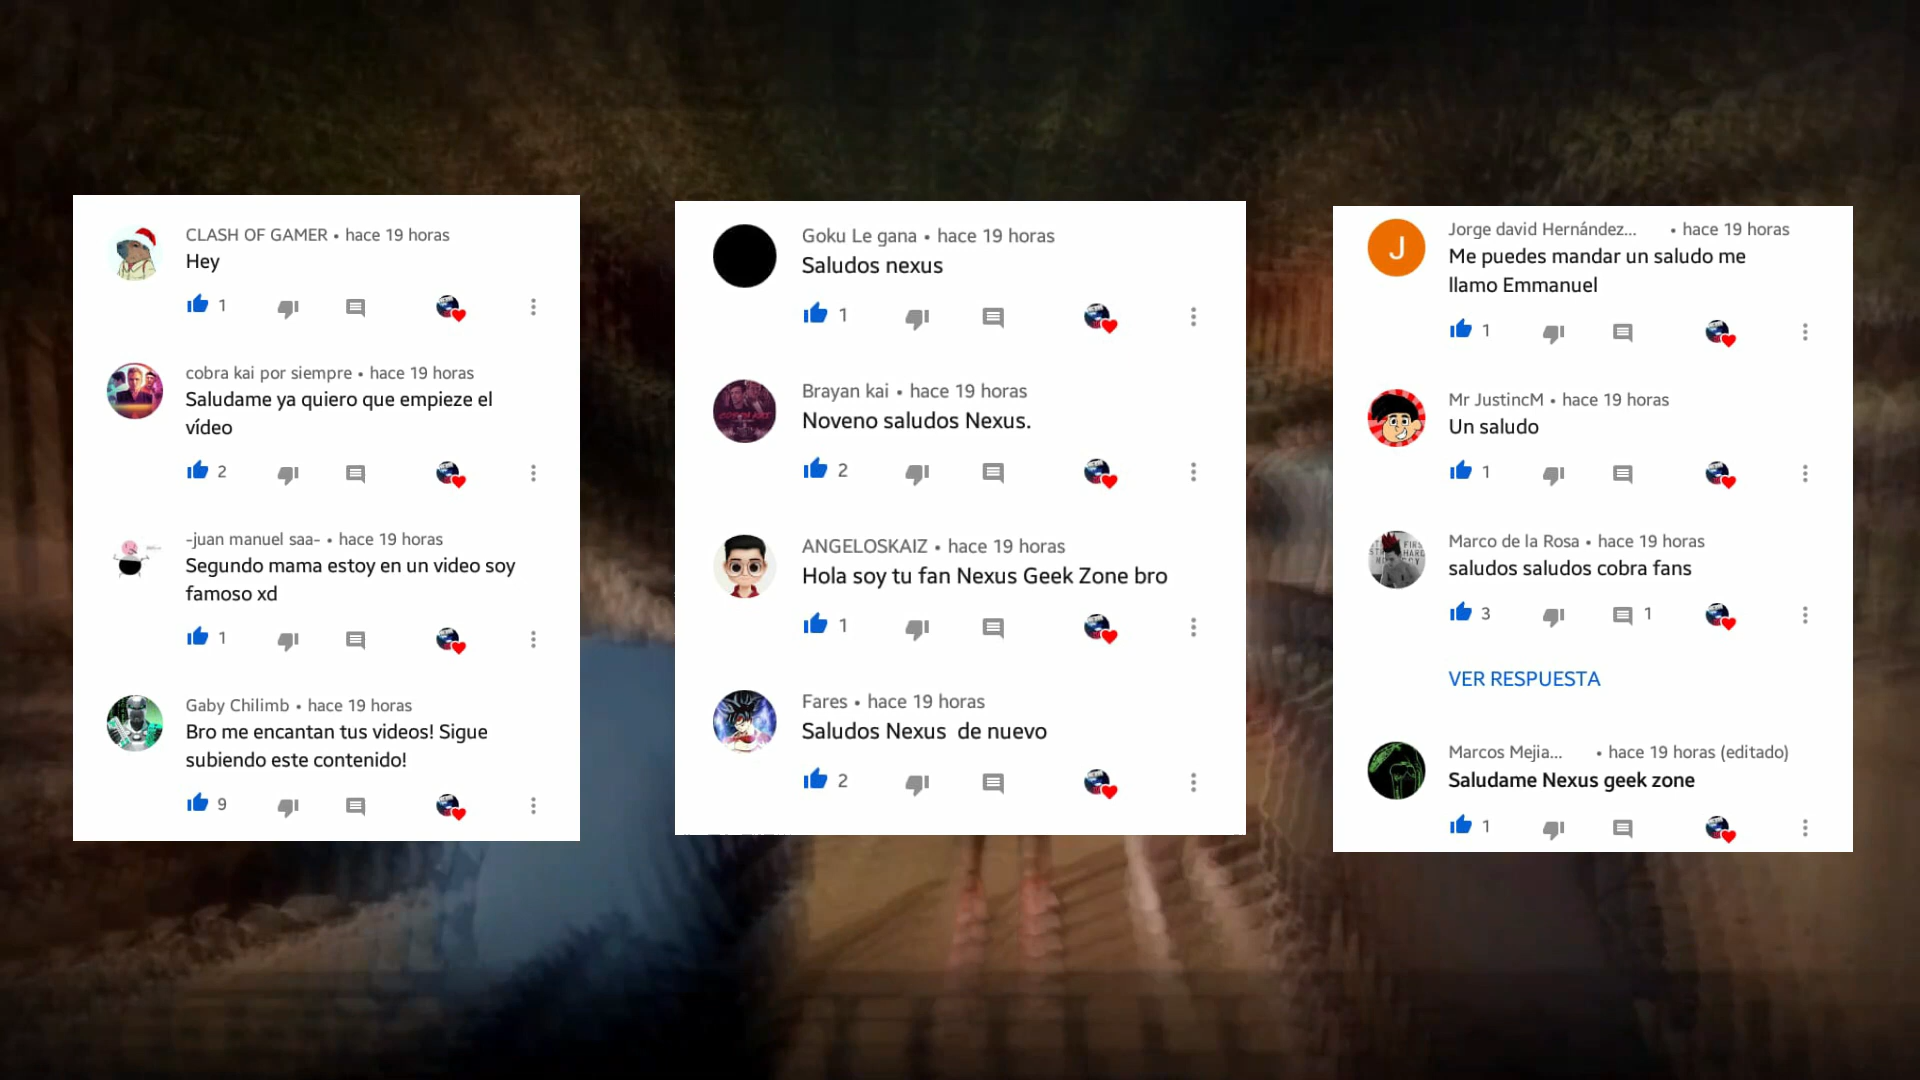 CLASH OF GAMER • hace 19 horas
Hey
1
cobra kai por siempre • hace 19 horas
Saludame ya quiero que empieze el
vídeo
2
-juan manuel saa- • hace 19 horas
Segundo mama estoy en un video soy
famoso xd
1
Gaby Chilimb • hace 19 horas
Bro me encantan tus videos! Sigue
subiendo este contenido!
9
Goku Le gana • hace 19 horas
Saludos nexus
1
Brayan kai • hace 19 horas
Noveno saludos Nexus.
2
ANGELOSKAIZ • hace 19 horas
Hola soy tu fan Nexus Geek Zone bro
1
Fares • hace 19 horas
Saludos Nexus  de nuevo
2
J
Jorge david Hernández... • hace 19 horas
Me puedes mandar un saludo me
llamo Emmanuel
1
Mr JustincM • hace 19 horas
Un saludo
1
Marco de la Rosa • hace 19 horas
saludos saludos cobra fans
3 1
VER RESPUESTA
Marcos Mejia... • hace 19 horas (editado)
Saludame Nexus geek zone
1